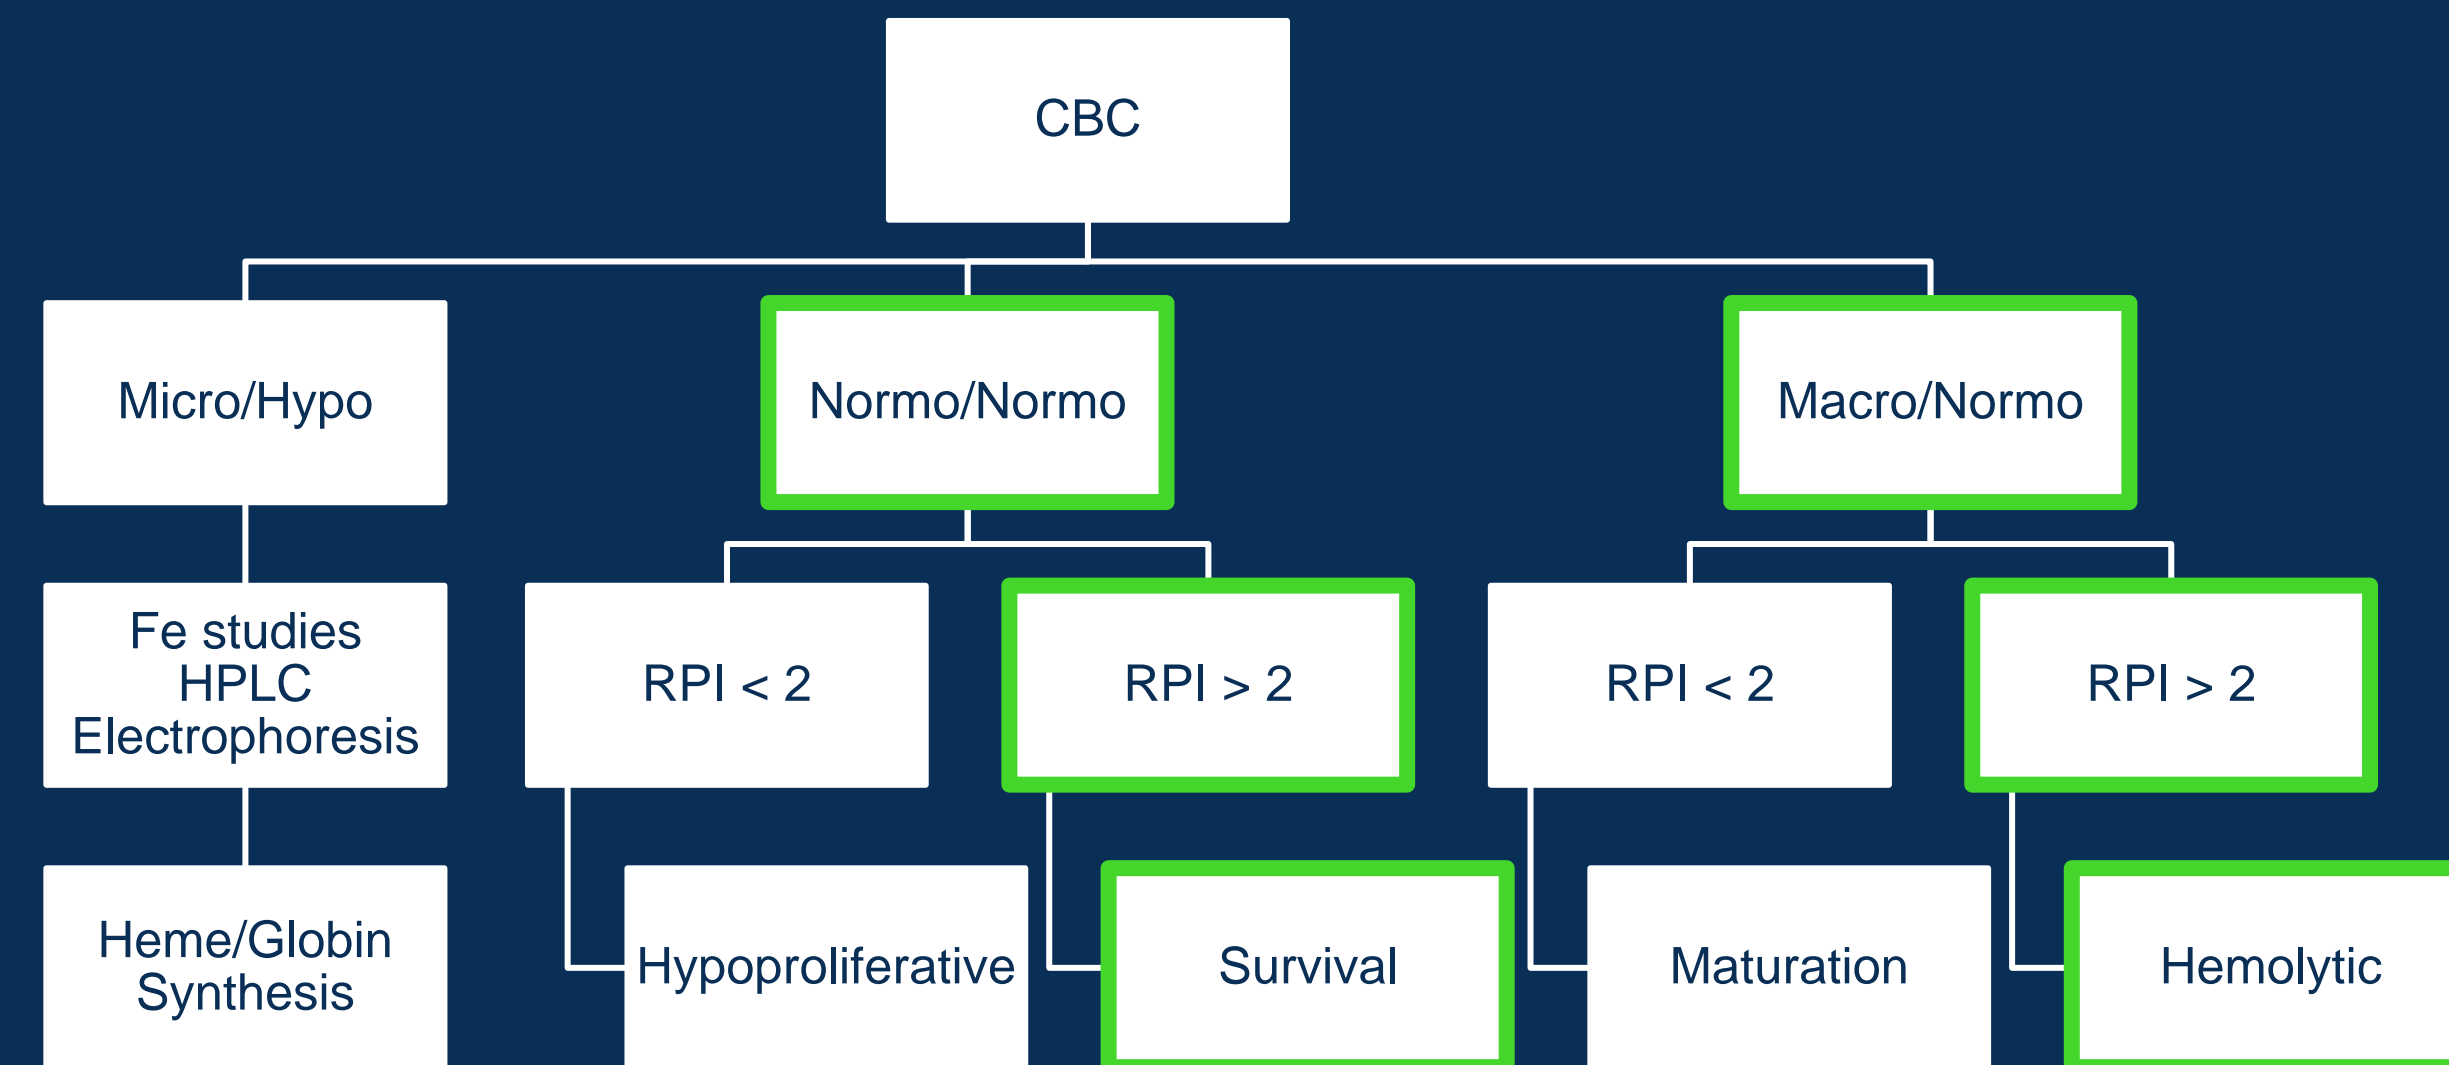 CBC
Micro/Hypo
Normo/Normo
Macro/Normo
Fe studies
HPLC
Electrophoresis
RPI < 2
RPI > 2
RPI < 2
RPI > 2
Heme/Globin
Synthesis
Hypoproliferative
Survival
Maturation
Hemolytic